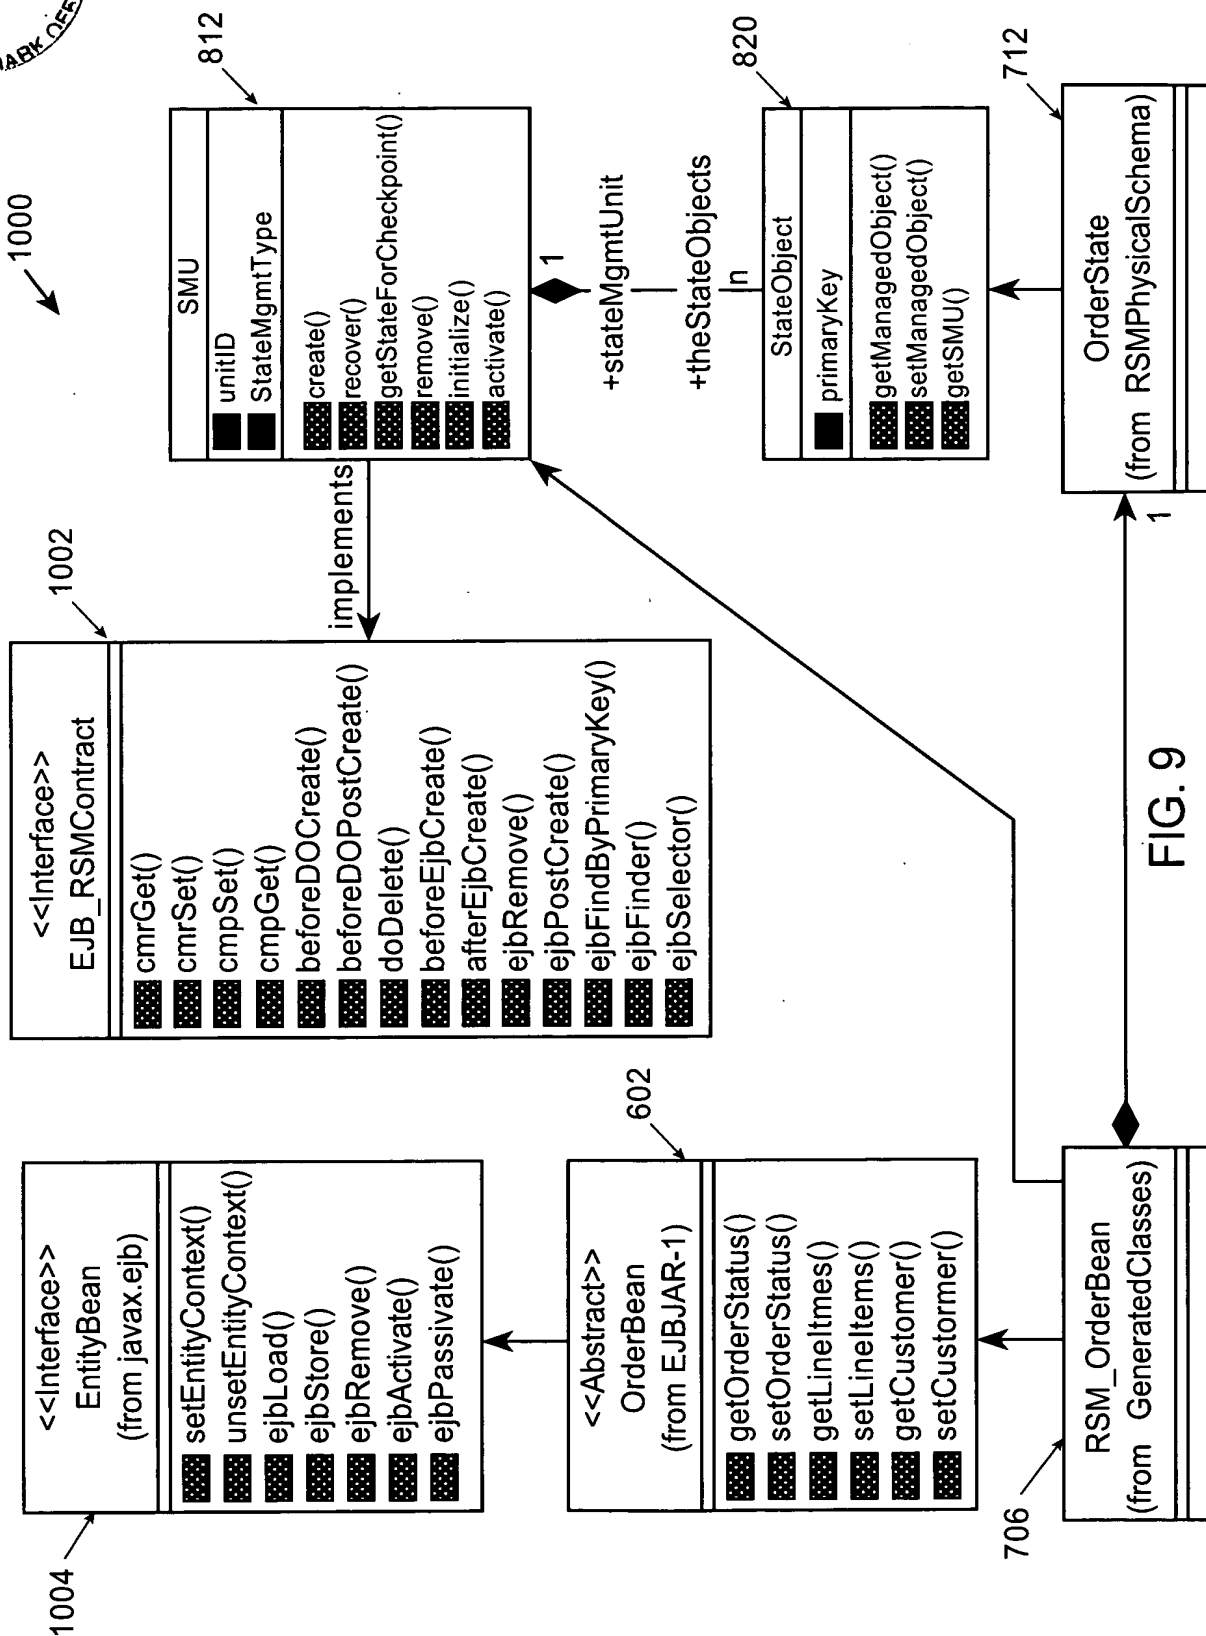 ARK OFF
1000
1004
<<Interface>>
EntityBean
(from javax.ejb)
setEntityContext()
unsetEntityContext()
ejbLoad()
ejbStore()
ejbRemove()
ejbActivate()
ejbPassivate()
1002
<<Interface>>
EJB_RSMContract
cmrGet()
cmrSet()
cmpSet()
cmpGet()
beforeDOCreate()
beforeDOPostCreate()
doDelete()
beforeEjbCreate()
afterEjbCreate()
ejbRemove()
ejbPostCreate()
ejbFindByPrimaryKey()
ejbFinder()
ejbSelector()
implements
812
SMU
unitID
StateMgmtType
create()
recover()
getStateForCheckpoint()
remove()
initialize()
activate()
1
+stateMgmtUnit
+theStateObjects
n
602
<<Abstract>>
OrderBean
(from EJBJAR-1)
getOrderStatus()
setOrderStatus()
getLineItmes()
setLineItems()
getCustomer()
setCustormer()
820
StateObject
primaryKey
getManagedObject()
setManagedObject()
getSMU()
706
RSM_OrderBean
(from GeneratedClasses)
1
712
OrderState
(from RSMPhysicalSchema)
FIG. 9